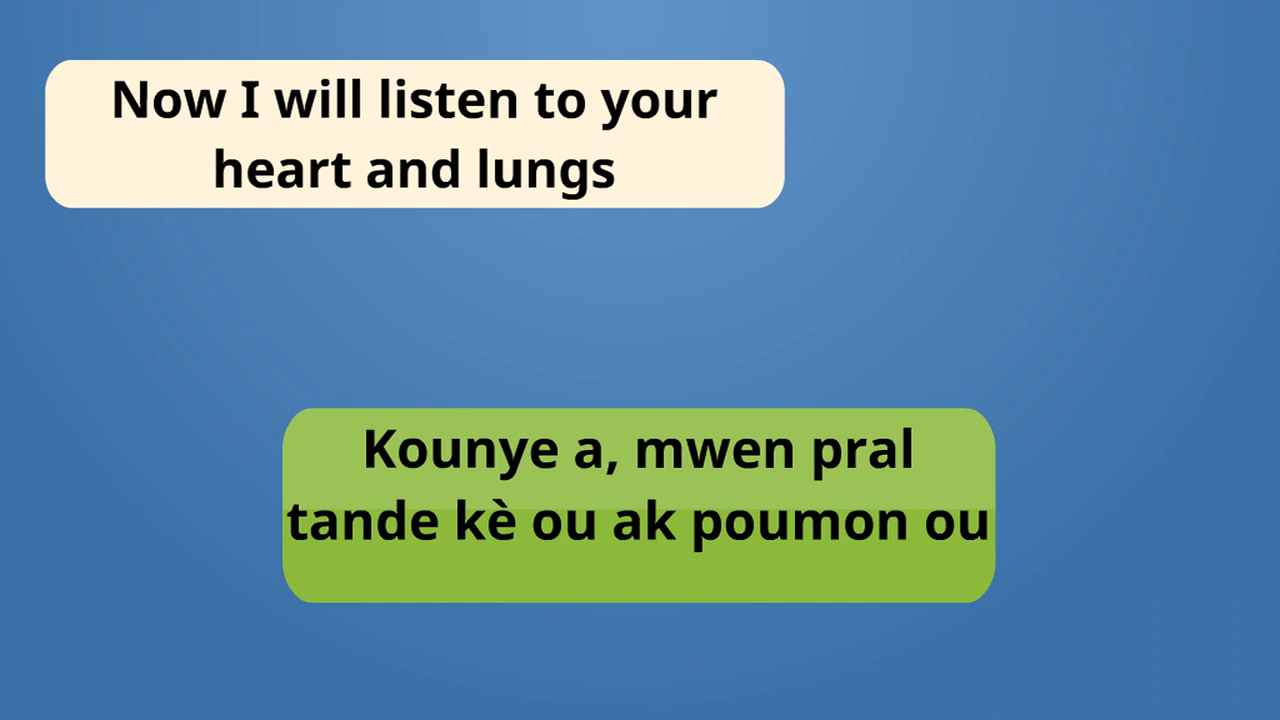 Now I will listen to your
heart and lungs
Kounye a, mwen pral
tande kè ou ak poumon ou